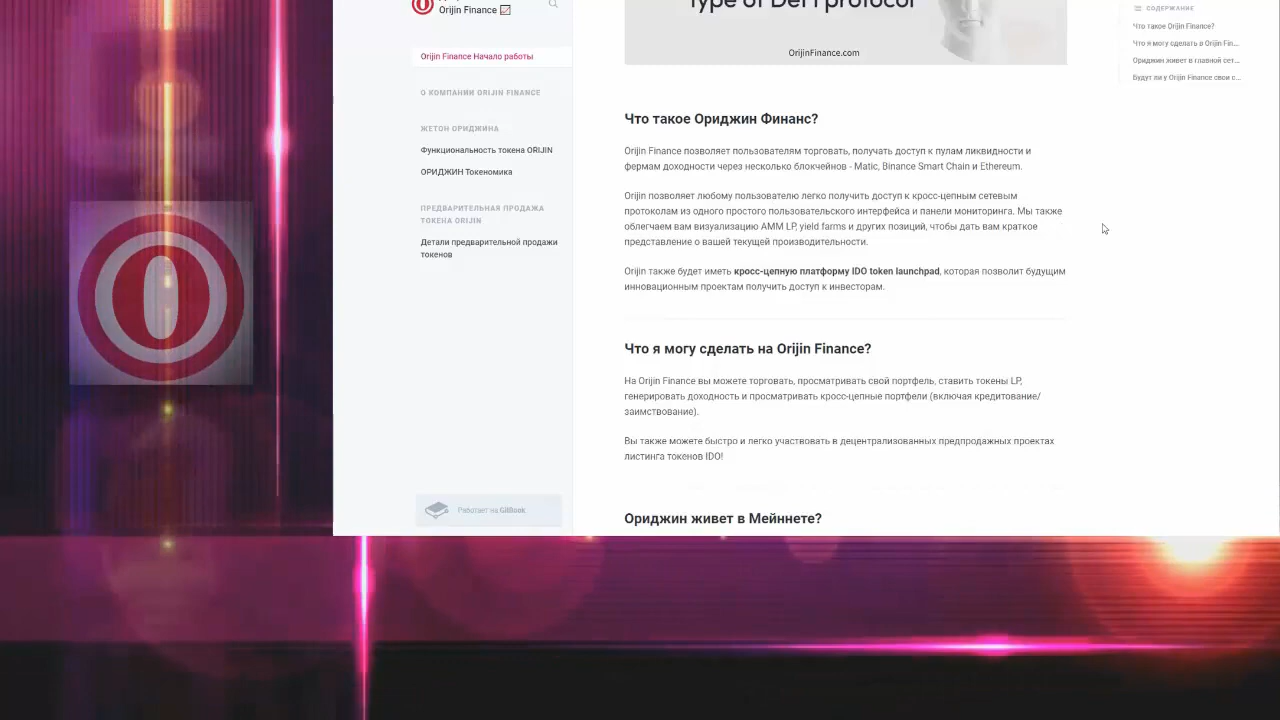 Orijin Finance
Orijin Finance Начало работы
О КОМПАНИИ ORIJIN FINANCE
ЖЕТОН ОРИДЖИНА
Функциональность токена ORIJIN
ОРИДЖИН Токеномика
ПРЕДВАРИТЕЛЬНАЯ ПРОДАЖА
ТОКЕНА ORIJIN
Детали предварительной продажи
токенов
Работает на GitBook
Type of DeFi protocol
OrijinFinance.com
Что такое Ориджин Финанс?
Orijin Finance позволяет пользователям торговать, получать доступ к пулам ликвидности и
фермам доходности через несколько блокчейнов - Matic, Binance Smart Chain и Ethereum.
Orijin позволяет любому пользователю легко получить доступ к кросс-цепным сетевым
протоколам из одного простого пользовательского интерфейса и панели мониторинга. Мы также
облегчаем вам визуализацию AMM LP, yield farms и других позиций, чтобы дать вам краткое
представление о вашей текущей производительности.
Orijin также будет иметь кросс-цепную платформу IDO token launchpad, которая позволит будущим
инновационным проектам получить доступ к инвесторам.
Что я могу сделать на Orijin Finance?
На Orijin Finance вы можете торговать, просматривать свой портфель, ставить токены LP,
генерировать доходность и просматривать кросс-цепные портфели (включая кредитование/
заимствование).
Вы также можете быстро и легко участвовать в децентрализованных предпродажных проектах
листинга токенов IDO!
Ориджин живет в Мейннете?
СОДЕРЖАНИЕ
Что такое Orijin Finance?
Что я могу сделать в Orijin Fin...
Ориджин живет в главной сет...
Будут ли у Orijin Finance свои с...